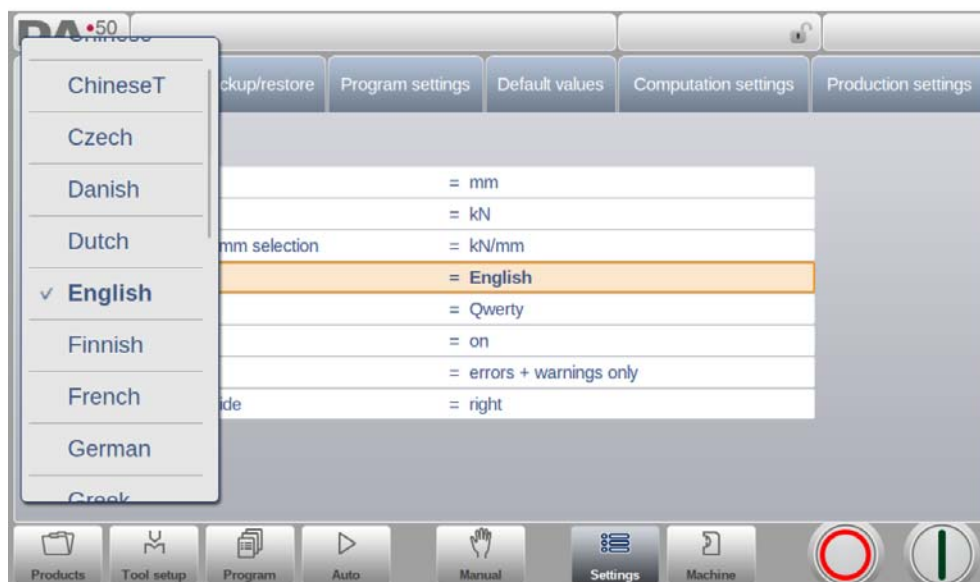 DA•50
Chinese
ckup/restore
Program settings
Default values
Computation settings
Production settings
ChineseT
Czech
Danish
Dutch
English
Finnish
French
German
Greek
= mm
= kN
mm selection = kN/mm
= English
= Qwerty
= on
= errors + warnings only
ide = right
Products
Tool setup
Program
Auto
Manual
Settings
Machine